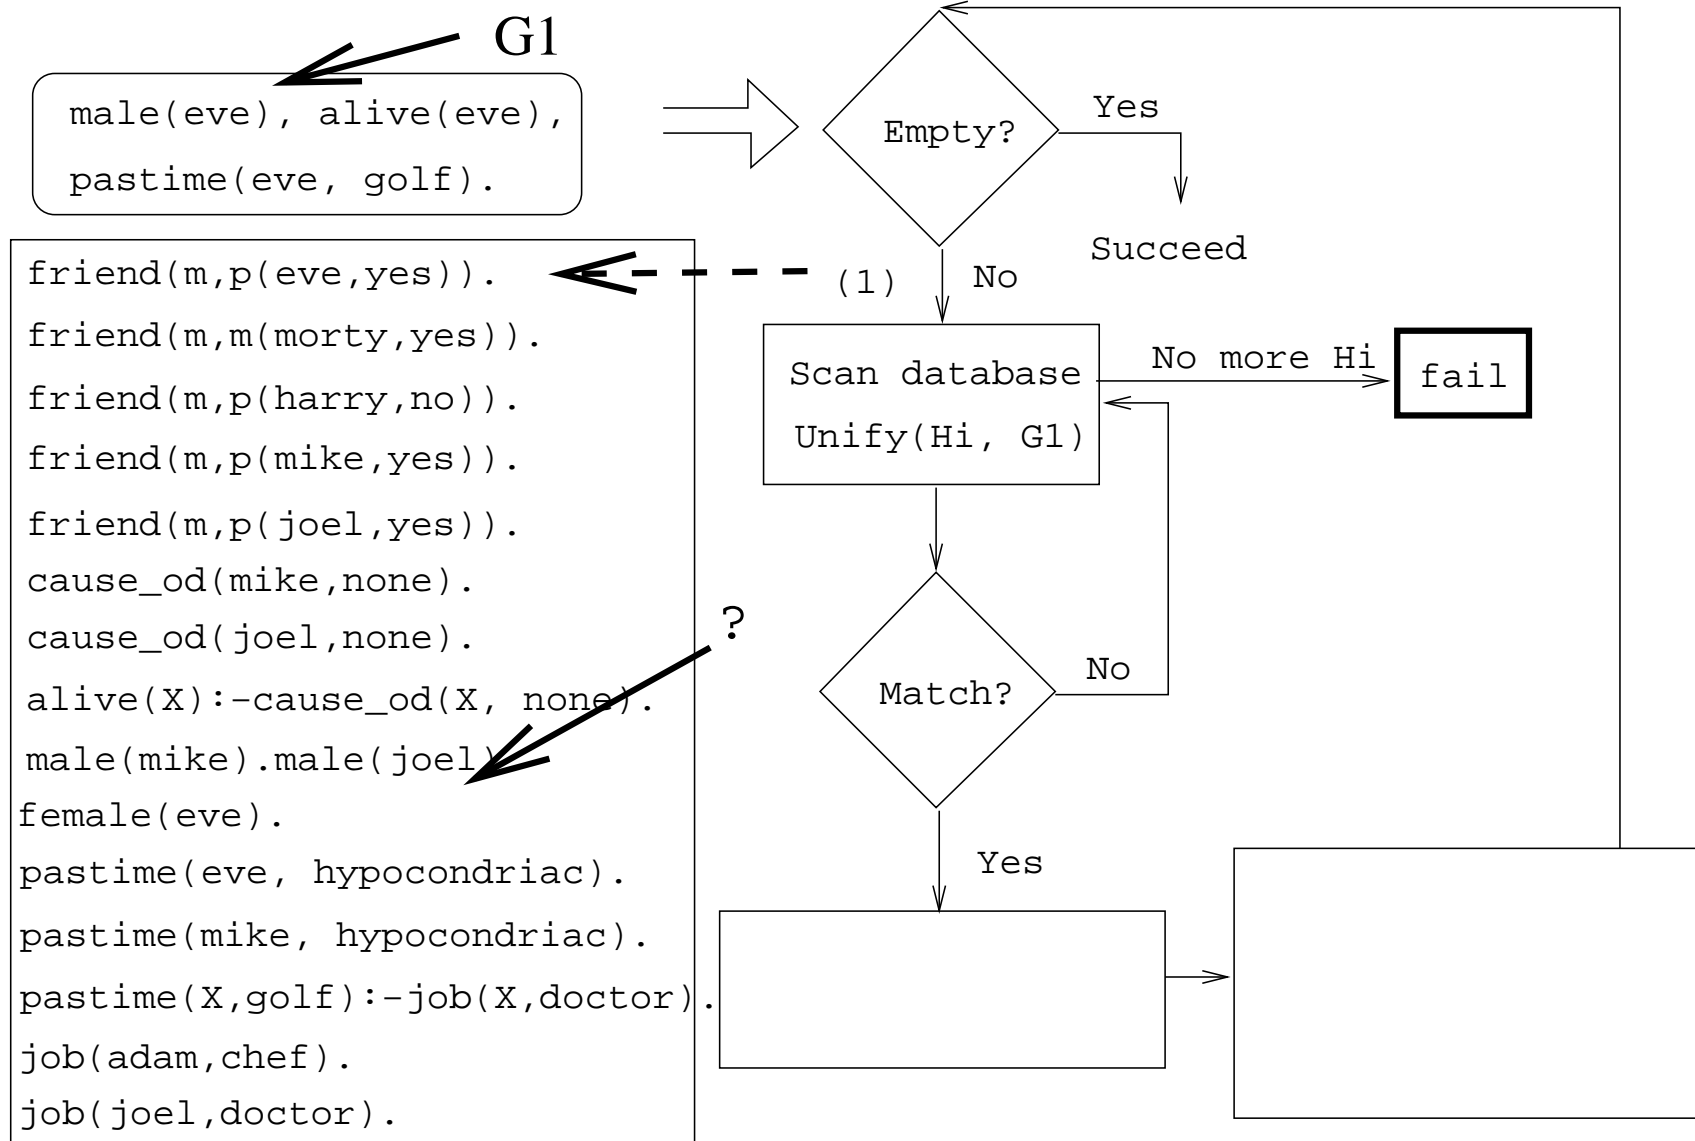 G1
male(eve), alive(eve),
pastime(eve, golf).
friend(m,p(eve,yes)).
friend(m,m(morty,yes)).
friend(m,p(harry,no)).
friend(m,p(mike,yes)).
friend(m,p(joel,yes)).
cause_od(mike,none).
cause_od(joel,none).
alive(X):-cause_od(X, none).
male(mike).male(joel)
female(eve).
pastime(eve, hypocondriac).
pastime(mike, hypocondriac).
pastime(X,golf):-job(X,doctor).
job(adam,chef).
job(joel,doctor).
(1)
?
Empty?
Yes
Succeed
No
Scan database
Unify(Hi, G1)
No more Hi
fail
Match?
No
Yes